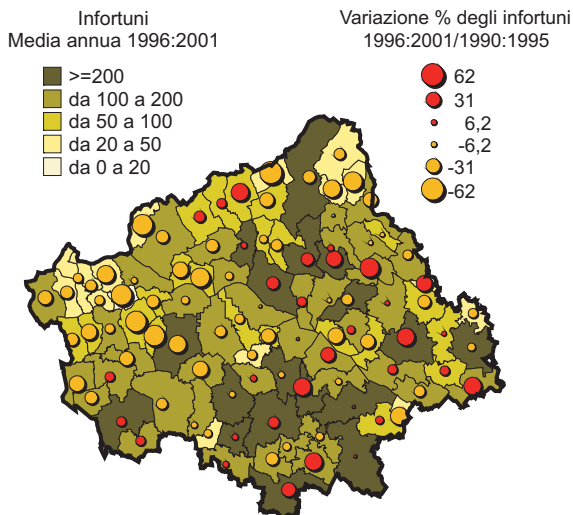 Infortuni
Media annua 1996:2001
>=200
da 100 a 200
da 50 a 100
da 20 a 50
da 0 a 20
Variazione % degli infortuni
1996:2001/1990:1995
62
31
6,2
-6,2
-31
-62